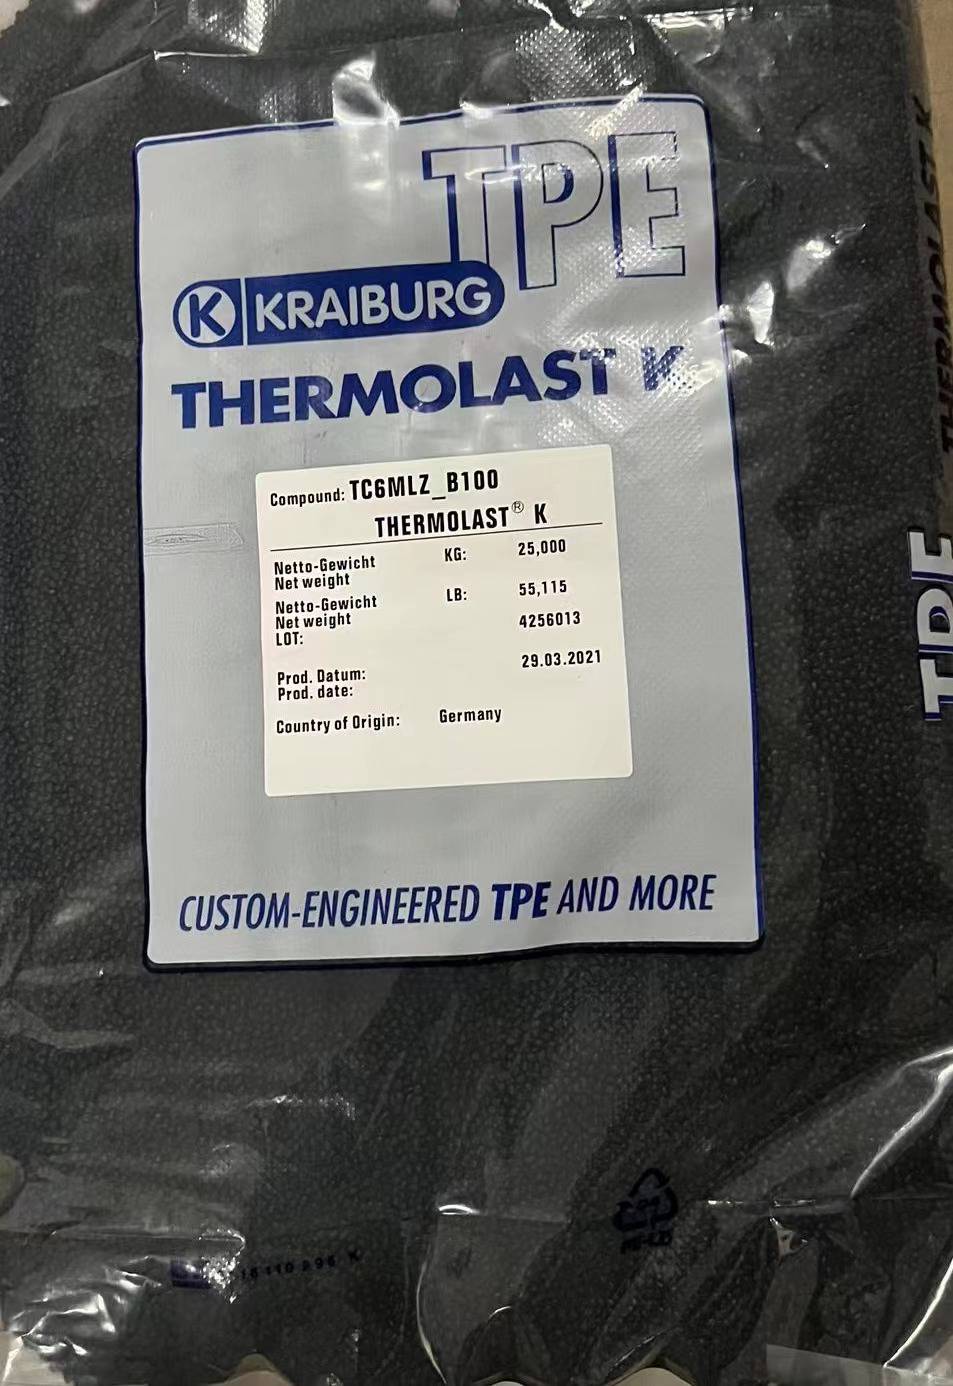 TPE
K KRAIBURG
THERMOLAST K
Compound: TC6MLZ_B100
THERMOLAST® K
Netto-Gewicht KG: 25,000
Net weight
Netto-Gewicht LB: 55,115
Net weight
LOT: 4256013
Prod. Datum: 29.03.2021
Prod. date:
Country of Origin: Germany
CUSTOM-ENGINEERED TPE AND MORE
THERMOLAST K
TPE